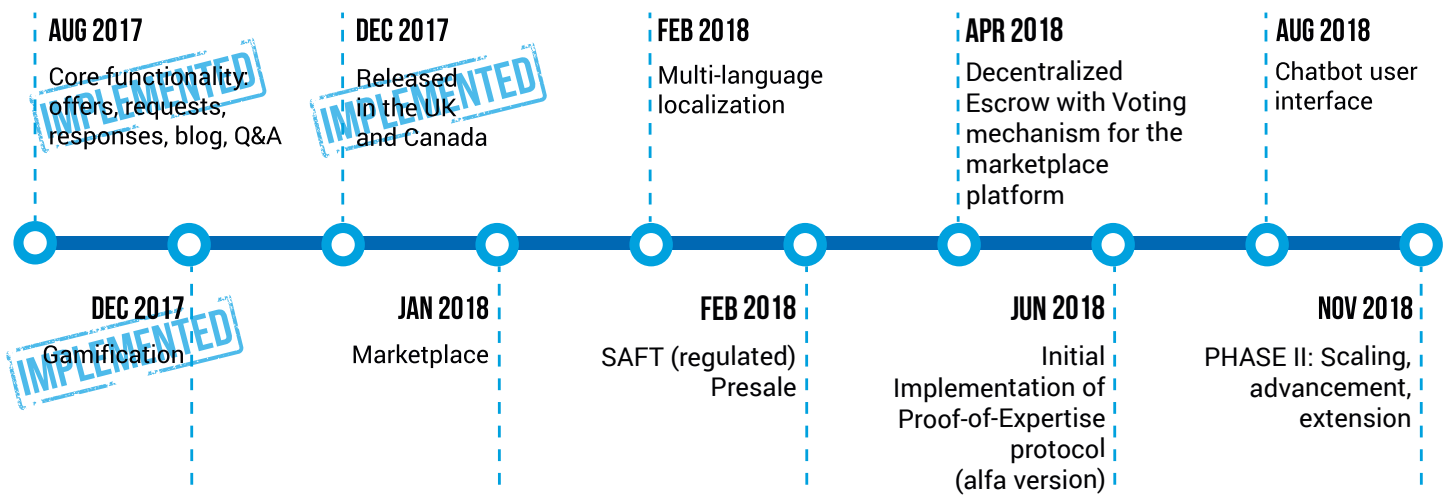 AUG 2017
Core functionality:
offers, requests,
responses, blog, Q&A
IMPLEMENTED
DEC 2017
Released
in the UK
and Canada
IMPLEMENTED
FEB 2018
Multi-language
localization
APR 2018
Decentralized
Escrow with Voting
mechanism for the
marketplace
platform
AUG 2018
Chatbot user
interface
DEC 2017
Gamification
IMPLEMENTED
JAN 2018
Marketplace
FEB 2018
SAFT (regulated)
Presale
JUN 2018
Initial
Implementation of
Proof-of-Expertise
protocol
(alfa version)
NOV 2018
PHASE II: Scaling,
advancement,
extension